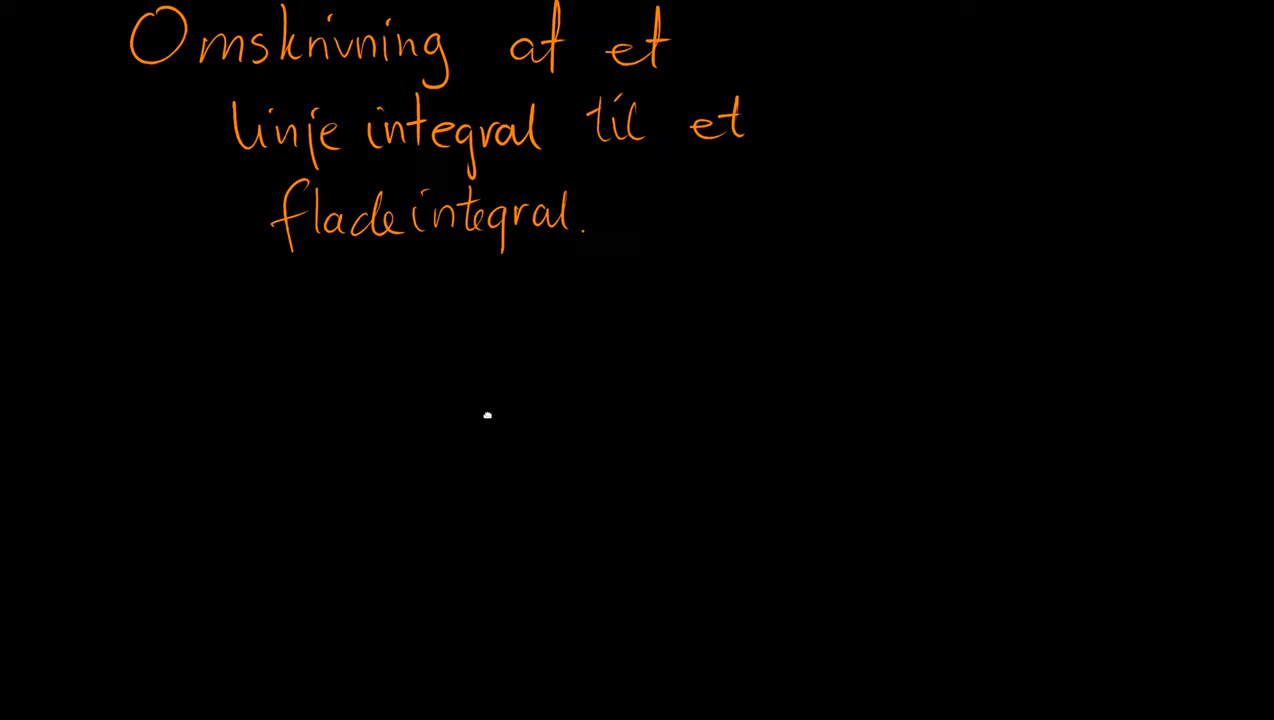 Omskrivning af et
linje integral til et
fladeintegral.